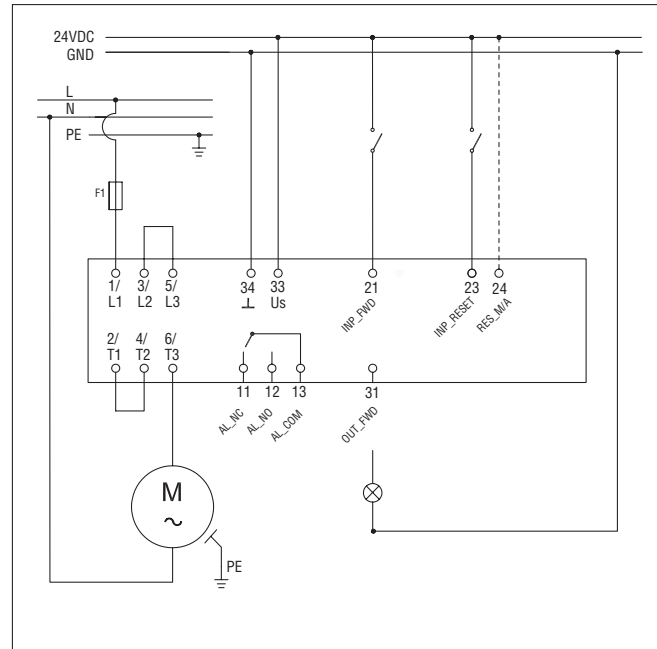 24VDC
GND
L
N
PE
F1
1/ 3/ 5/ 34 33 21 23 24
L1 L2 L3 ⊥ Us INP_FWD INP_RESET RES_M/A
2/ 4/ 6/
T1 T2 T3
11 12 13 31
AL_NC AL_NO AL_COM OUT_FWD
M
~
PE